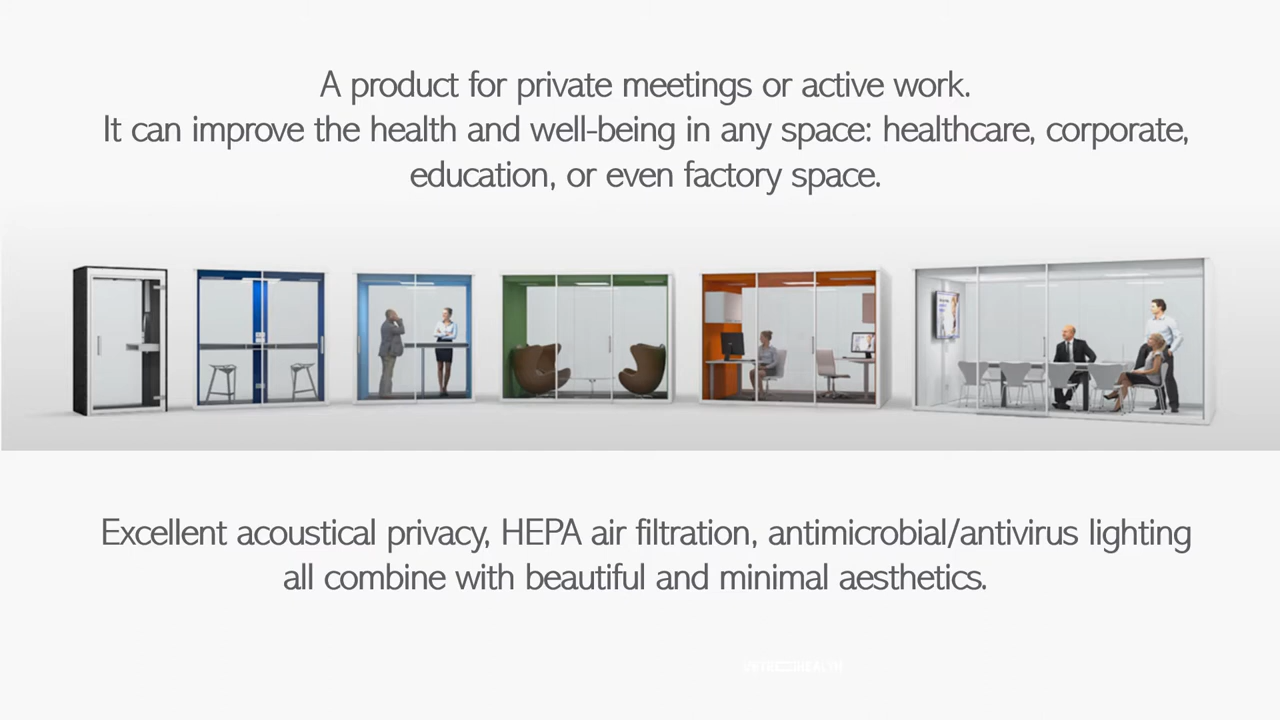 A product for private meetings or active work.
It can improve the health and well-being in any space: healthcare, corporate,
education, or even factory space.
Excellent acoustical privacy, HEPA air filtration, antimicrobial/antivirus lighting
all combine with beautiful and minimal aesthetics.